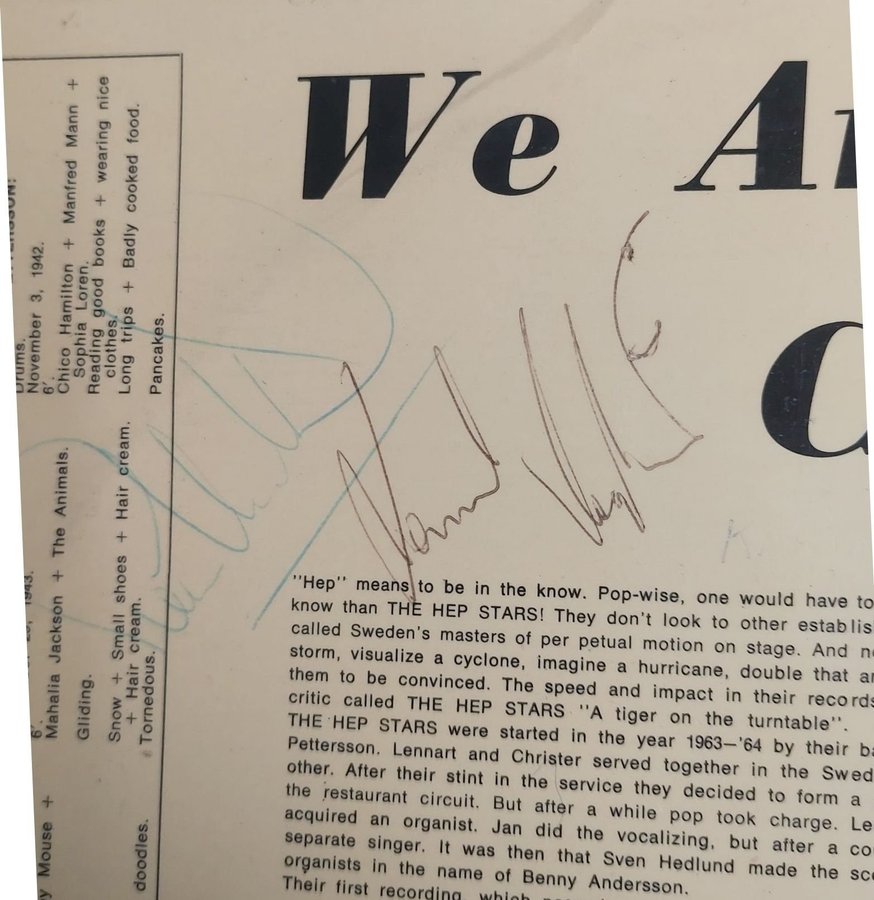 We
Drums.
November 3, 1942.
6'.
Chico Hamilton + Manfred Mann +
Sophia Loren.
Reading good books + wearing nice
clothes.
Long trips + Badly cooked food.
Pancakes.
1943.
6'.
Mahalia Jackson + The Animals.
Gliding.
Snow + Small shoes + Hair cream.
+ Hair cream.
Tornedous.
Mouse +
doodles.
"Hep" means to be in the know. Pop-wise, one would have to
know than THE HEP STARS! They don't look to other
called Sweden's masters of per petual motion on stage. And
storm, visualize a cyclone, imagine a hurricane, double that
them to be convinced. The speed and impact in their records
critic called THE HEP STARS "A tiger on the turntable".
THE HEP STARS were started in the year 1963—'64 by their
Pettersson. Lennart and Christer served together in the
other. After their stint in the service they decided to form a
the restaurant circuit. But after a while pop took charge.
acquired an organist. Jan did the vocalizing, but after a
separate singer. It was then that Sven Hedlund made the
organists in the name of Benny Andersson.
Their first recording, which